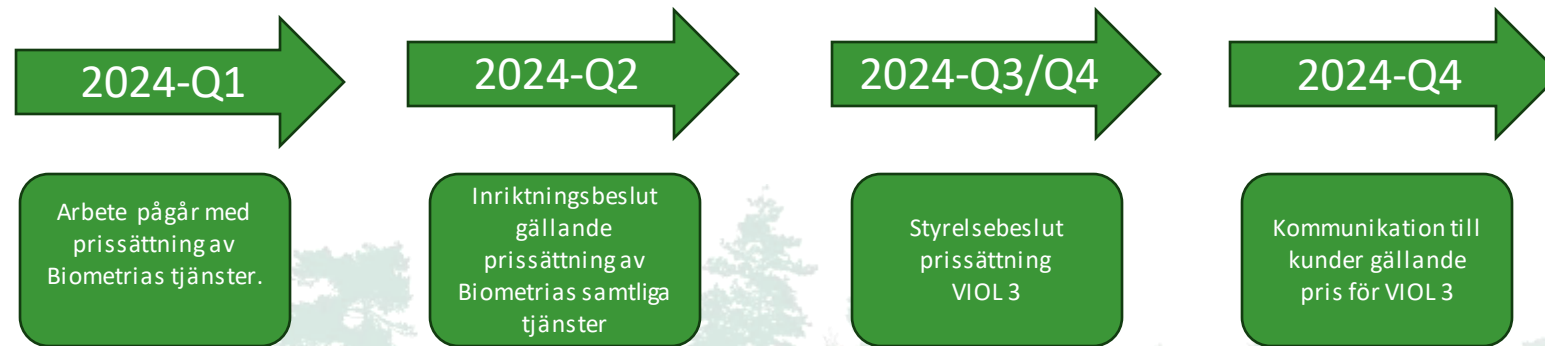 2024-Q1
2024-Q2
2024-Q3/Q4
2024-Q4
Arbete pågår med
prissättning av
Biometrias tjänster.
Inriktningsbeslut
gällande
prissättning av
Biometrias samtliga
tjänster
Styrelsebeslut
prissättning
VIOL 3
Kommunikation till
kunder gällande
pris för VIOL 3